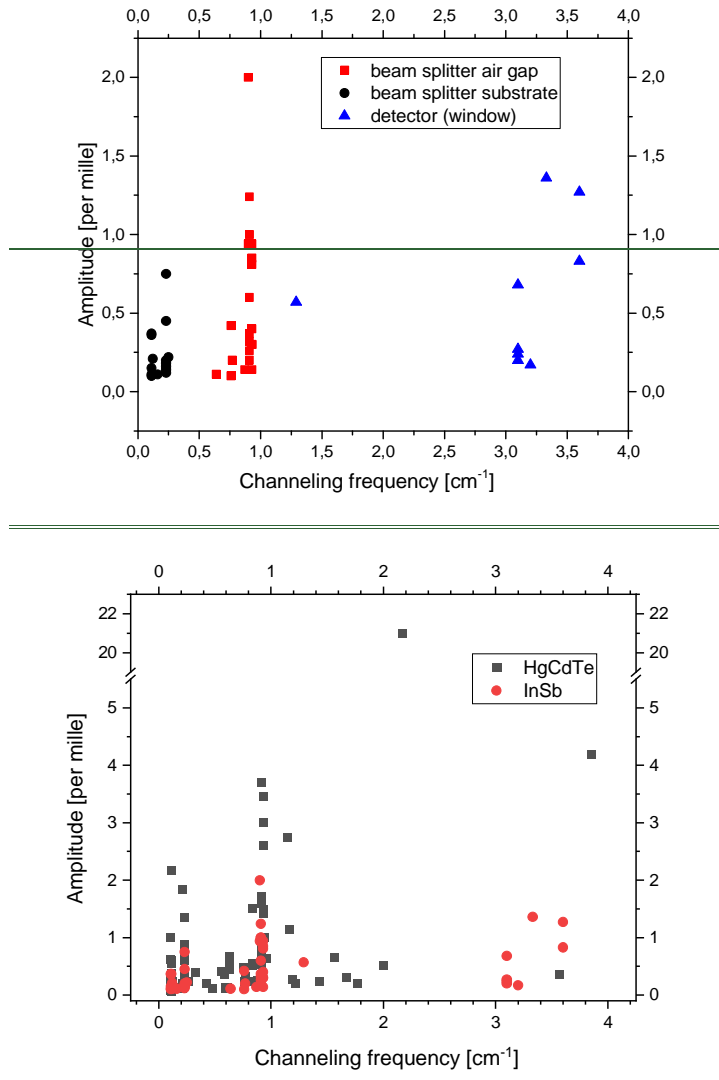 0,0 0,5 1,0 1,5 2,0 2,5 3,0 3,5 4,0
2,0 2,0
1,5 1,5
1,0 1,0
0,5 0,5
0,0 0,0
Amplitude [per mille]
beam splitter air gap
beam splitter substrate
detector (window)
0,0 0,5 1,0 1,5 2,0 2,5 3,0 3,5 4,0
Channeling frequency [cm⁻¹]
0 1 2 3 4
22 22
20 20
5 5
4 4
3 3
2 2
1 1
0 0
Amplitude [per mille]
HgCdTe
InSb
0 1 2 3 4
Channeling frequency [cm⁻¹]